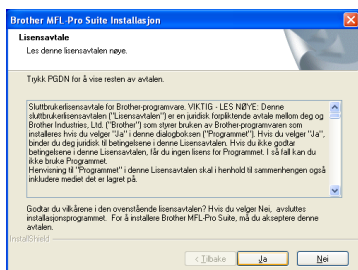 Brother MFL-Pro Suite Installasjon
Lisensavtale
Les denne lisensavtalen nøye.
Trykk PGDN for å vise resten av avtalen.
Sluttbrukerlisensavtale for Brother-programvare. VIKTIG - LES NØYE: Denne
sluttbrukerlisensavtalen ("Lisensavtalen") er en juridisk forpliktende avtale mellom deg og
Brother Industries, Ltd. ("Brother") som styrer bruken av Brother-programvaren som
installeres hvis du velger "Ja" i denne dialogboksen ("Programmet"). Hvis du velger "Ja",
binder du deg juridisk til betingelsene i denne Lisensavtalen. Hvis du ikke godtar
betingelsene i denne Lisensavtalen, får du ingen lisens for Programmet. I så fall kan du
ikke bruke Programmet.
Henvisning til "Programmet" i denne Lisensavtalen skal i henhold til sammenhengen også
inkludere mediet det er lagret på.
Godtar du vilkårene i den ovenstående lisensavtalen? Hvis du velger Nei, avsluttes
installasjonsprogrammet. For å installere Brother MFL-Pro Suite, må du akseptere denne
avtalen.
InstallShield
< Tilbake
Ja
Nei